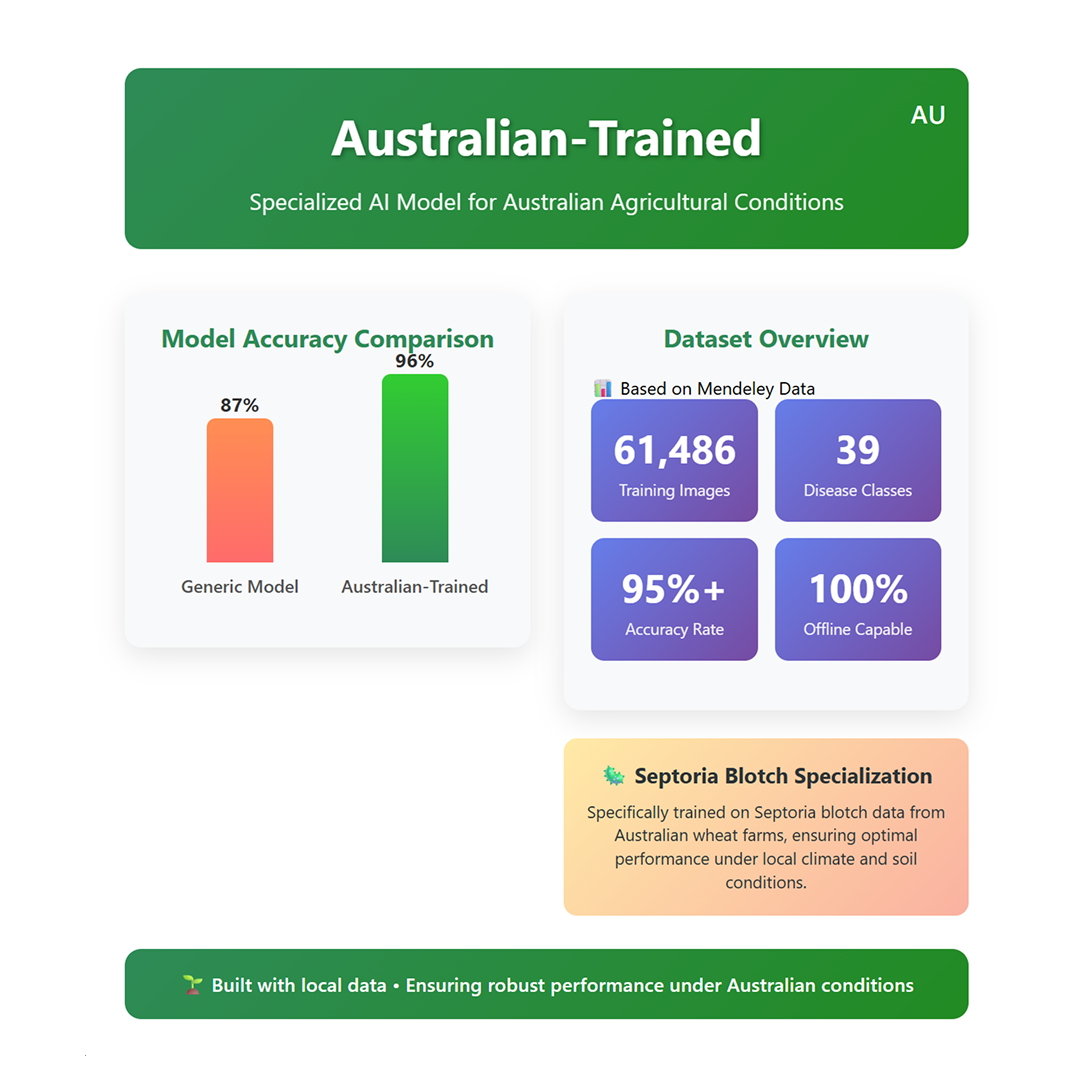 AU
Australian-Trained
Specialized AI Model for Australian Agricultural Conditions
Model Accuracy Comparison
96%
87%
Generic Model
Australian-Trained
Dataset Overview
Based on Mendeley Data
61,486
Training Images
39
Disease Classes
95%+
Accuracy Rate
100%
Offline Capable
Septoria Blotch Specialization
Specifically trained on Septoria blotch data from
Australian wheat farms, ensuring optimal
performance under local climate and soil
conditions.
Built with local data • Ensuring robust performance under Australian conditions